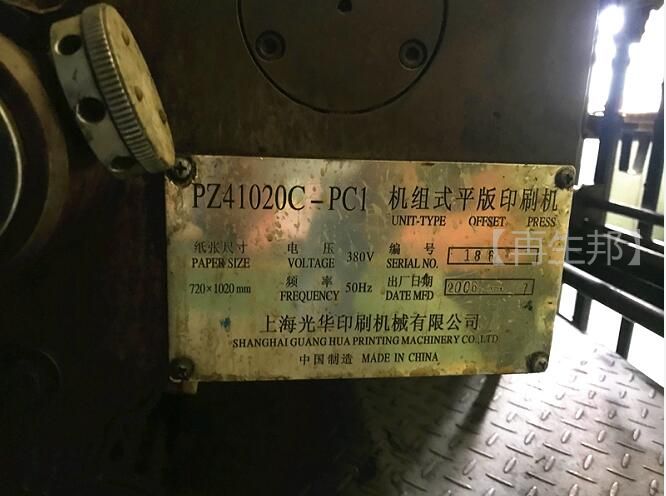 PZ41020C-PC1 机组式平版印刷机
UNIT-TYPE OFFSET PRESS
纸张尺寸 电压 380V 编号
PAPER SIZE VOLTAGE SERIAL NO. 188
720×1020mm 频率 50Hz 出厂日期
FREQUENCY DATE MFD 2006 7
上海光华印刷机械有限公司
SHANGHAI GUANG HUA PRINTING MACHINERY CO.,LTD.
中国制造 MADE IN CHINA
【再生邦】